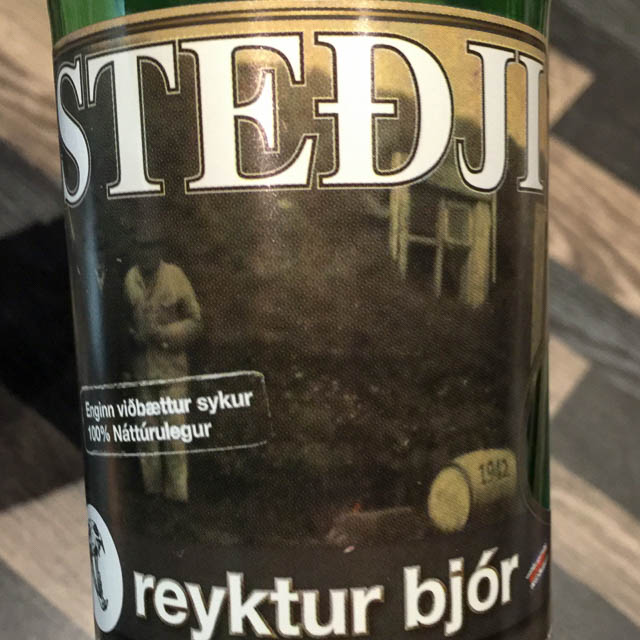 STEÐJI
Enginn viðbættur sykur
100% Náttúrulegur
1942
reyktur bjór